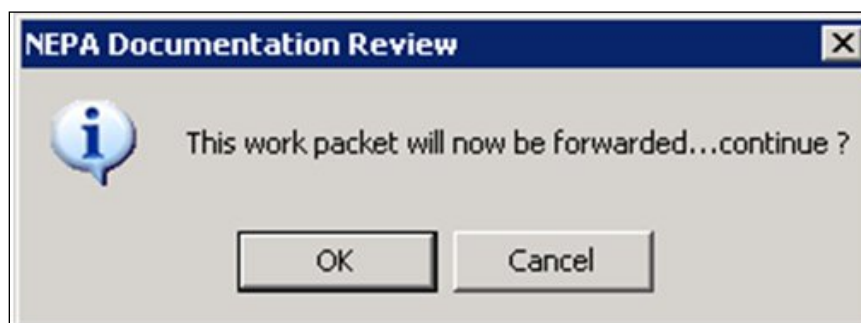 NEPA Documentation Review
This work packet will now be forwarded...continue ?
OK
Cancel